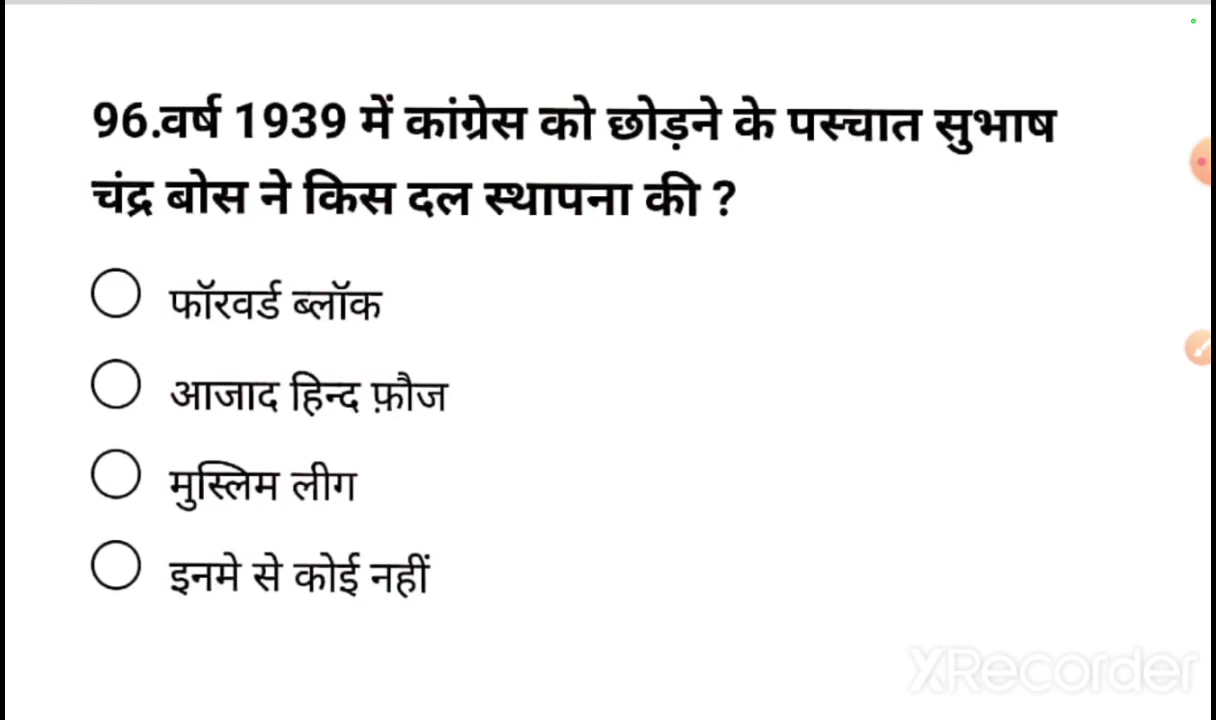 96.वर्ष 1939 में कांग्रेस को छोड़ने के पस्चात सुभाष
चंद्र बोस ने किस दल स्थापना की ?
फॉरवर्ड ब्लॉक
आजाद हिन्द फ़ौज
मुस्लिम लीग
इनमे से कोई नहीं
XRecorder